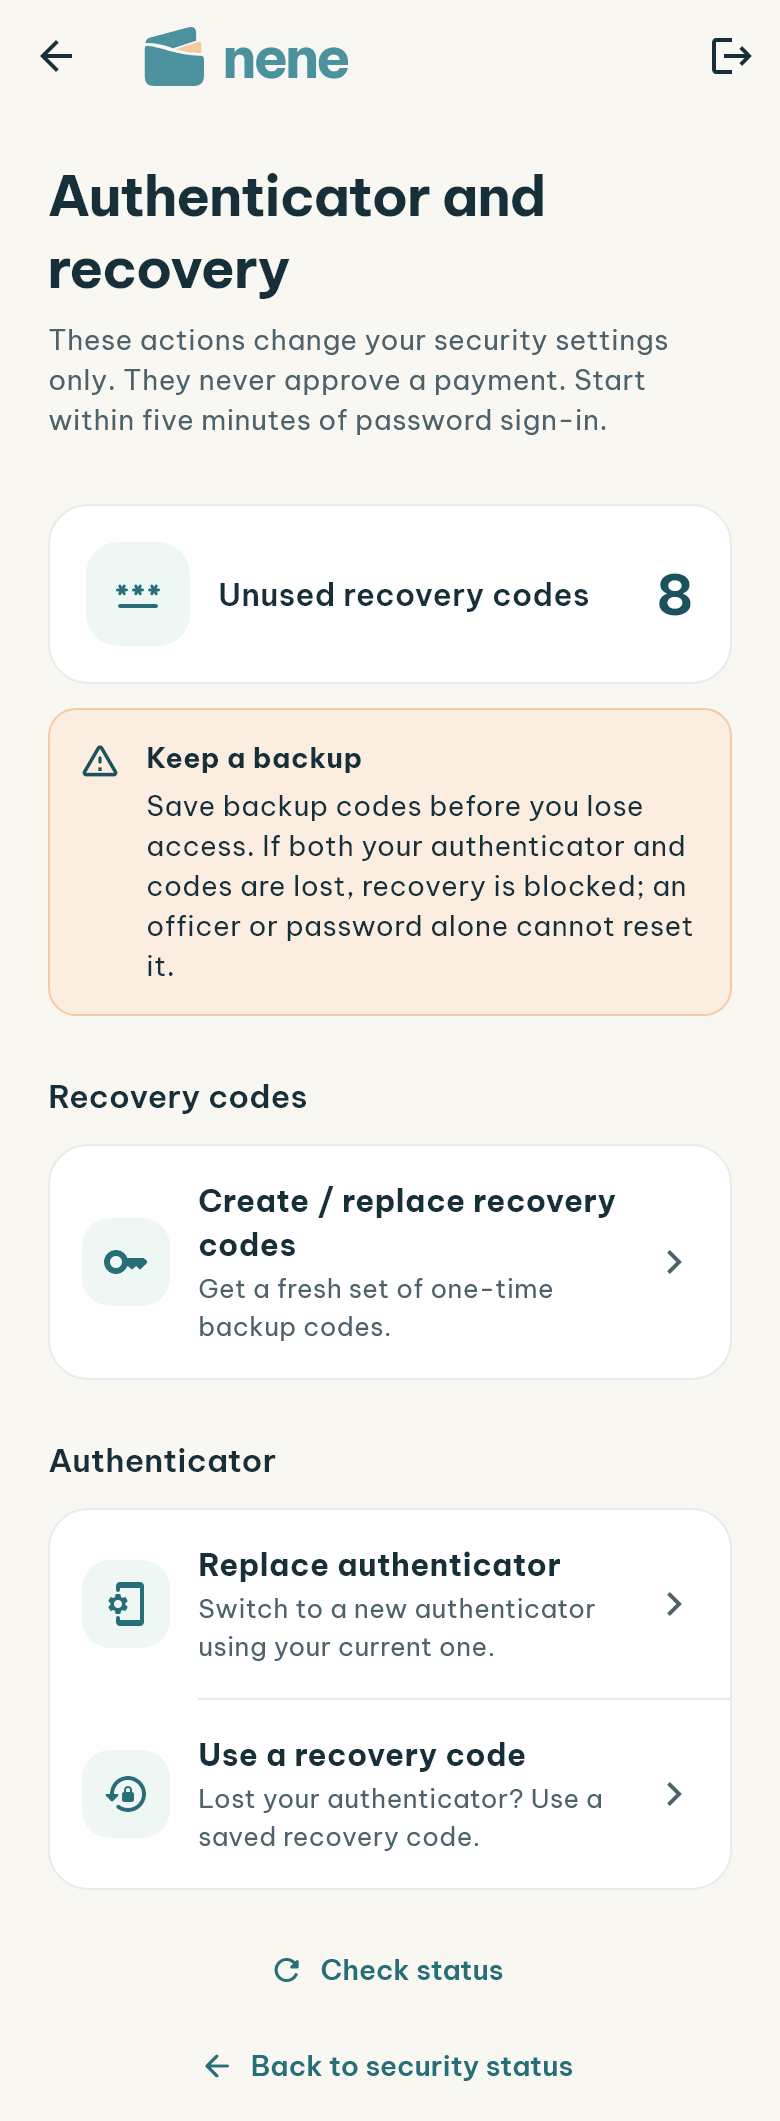 nene
Authenticator and
recovery
These actions change your security settings
only. They never approve a payment. Start
within five minutes of password sign-in.
***
Unused recovery codes
8
Keep a backup
Save backup codes before you lose
access. If both your authenticator and
codes are lost, recovery is blocked; an
officer or password alone cannot reset
it.
Recovery codes
Create / replace recovery
codes
Get a fresh set of one-time
backup codes.
Authenticator
Replace authenticator
Switch to a new authenticator
using your current one.
Use a recovery code
Lost your authenticator? Use a
saved recovery code.
Check status
Back to security status